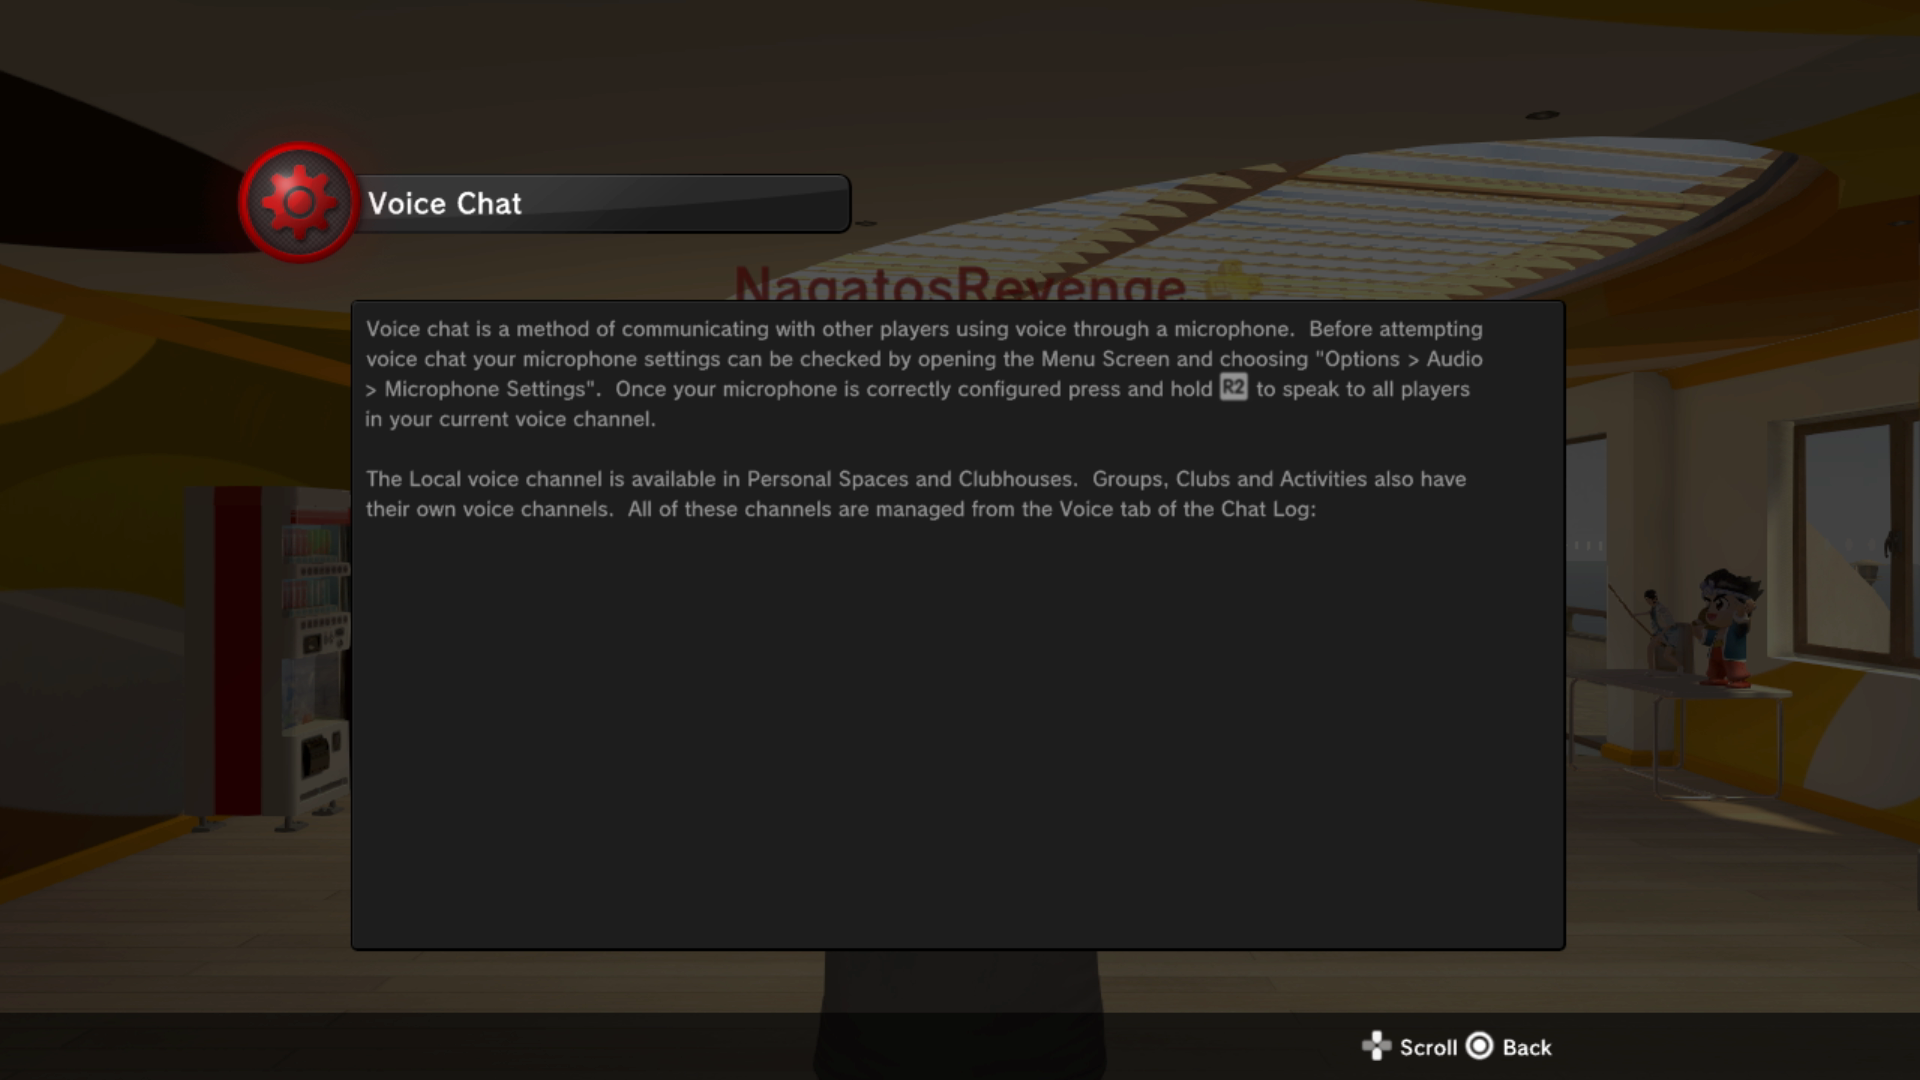 Voice Chat
NagatosRevenge
Voice chat is a method of communicating with other players using voice through a microphone.  Before attempting
voice chat your microphone settings can be checked by opening the Menu Screen and choosing "Options > Audio
> Microphone Settings".  Once your microphone is correctly configured press and hold R2 to speak to all players
in your current voice channel.
The Local voice channel is available in Personal Spaces and Clubhouses.  Groups, Clubs and Activities also have
their own voice channels.  All of these channels are managed from the Voice tab of the Chat Log:
Scroll Back